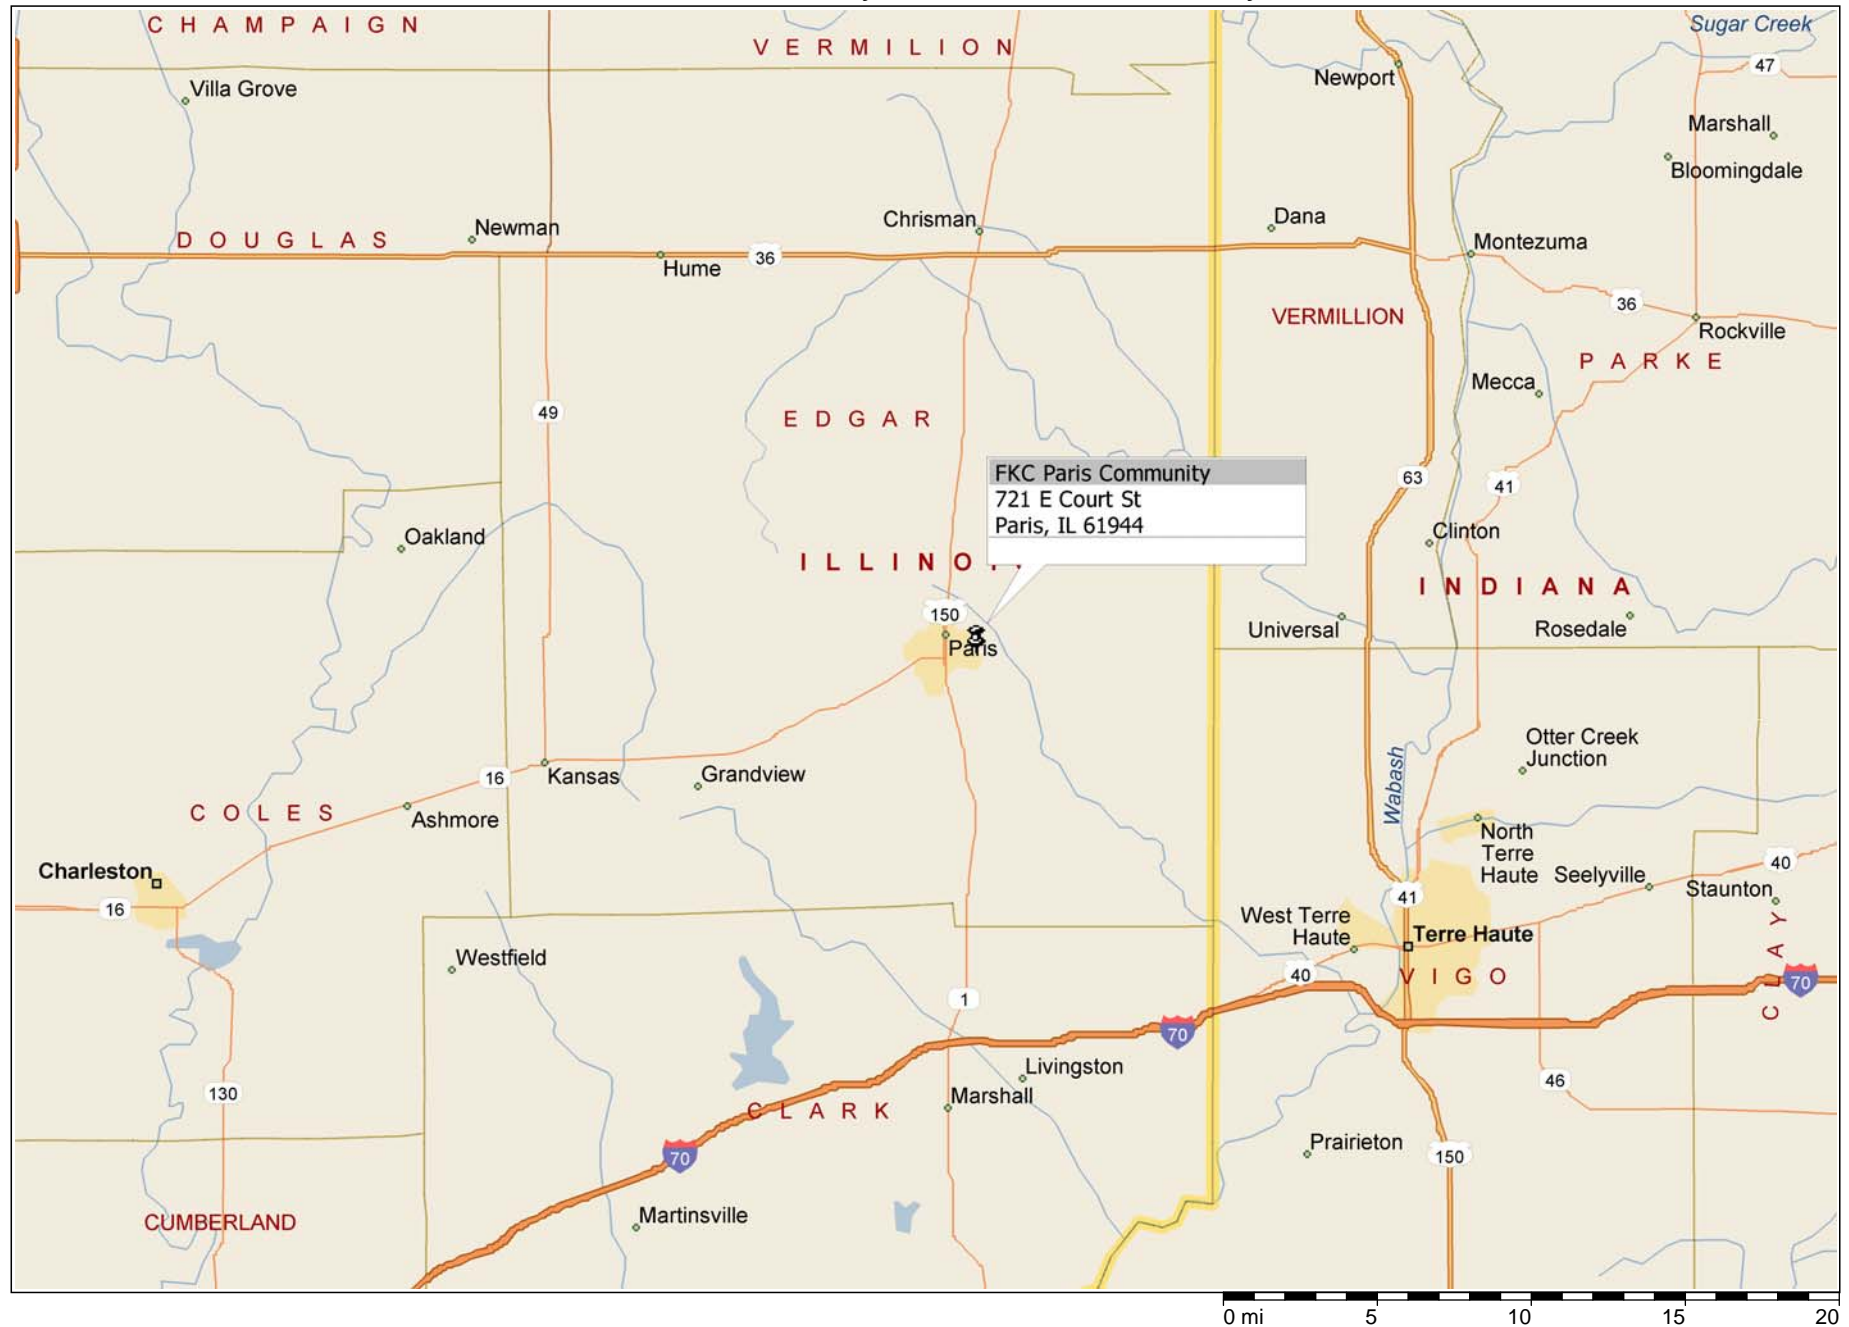 CHAMPAIGN
VERMILION
Sugar Creek
47
Newport
Villa Grove
Marshall
Bloomingdale
Newman
Chrisman
Dana
DOUGLAS
Montezuma
Hume
36
36
VERMILLION
Rockville
PARKE
Mecca
49
EDGAR
FKC Paris Community
721 E Court St
Paris, IL 61944
63
41
Oakland
Clinton
ILLINOI
INDIANA
150
Universal
Rosedale
Paris
Otter Creek
Junction
Wabash
16
Kansas
Grandview
COLES
Ashmore
North
Terre
Haute
Seelyville
40
Charleston
Staunton
16
41
West Terre
Haute
Terre Haute
CLAY
Westfield
40
VIGO
70
1
70
Livingston
46
130
Marshall
CLARK
Prairieton
70
150
Martinsville
CUMBERLAND
0 mi 5 10 15 20